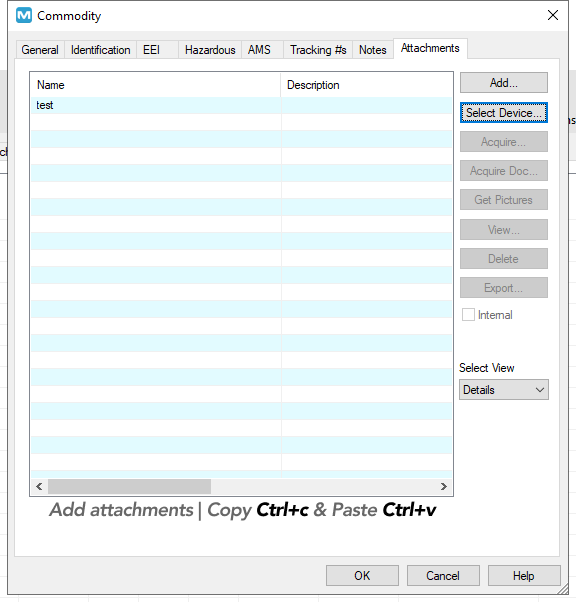 M Commodity
General Identification EEI Hazardous AMS Tracking #s Notes Attachments
Name Description
test
Add...
Select Device...
Acquire...
Acquire Doc...
Get Pictures
View...
Delete
Export...
Internal
Select View
Details
Add attachments | Copy Ctrl+c & Paste Ctrl+v
OK Cancel Help